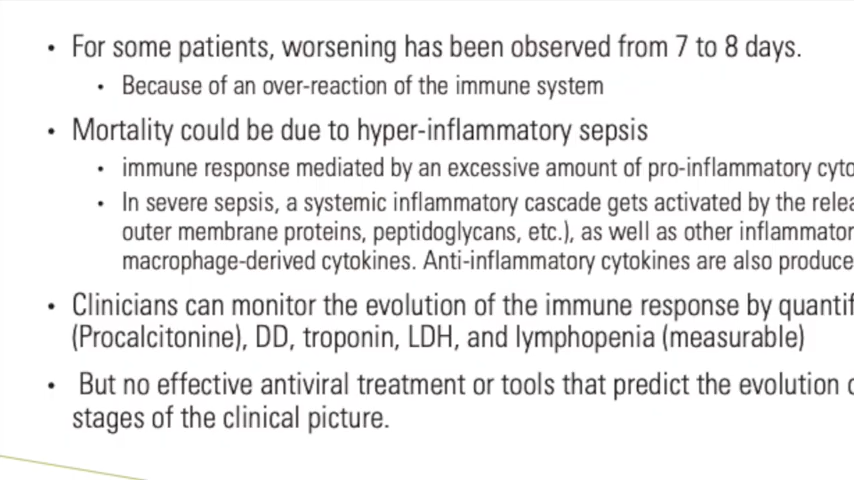 • For some patients, worsening has been observed from 7 to 8 days.
• Because of an over-reaction of the immune system
• Mortality could be due to hyper-inflammatory sepsis
• immune response mediated by an excessive amount of pro-inflammatory cyto
• In severe sepsis, a systemic inflammatory cascade gets activated by the relea
outer membrane proteins, peptidoglycans, etc.), as well as other inflammator
macrophage-derived cytokines. Anti-inflammatory cytokines are also produce
• Clinicians can monitor the evolution of the immune response by quantif
(Procalcitonine), DD, troponin, LDH, and lymphopenia (measurable)
• But no effective antiviral treatment or tools that predict the evolution o
stages of the clinical picture.